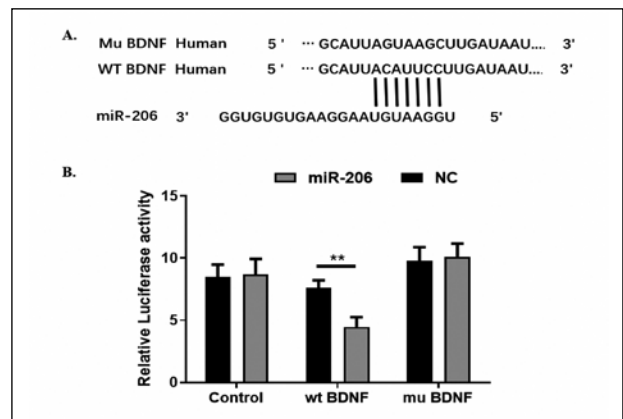 A.
Mu BDNF Human 5 ' ··· GCAUUAGUAAGCUUGAUAAU.... 3'
WT BDNF Human 5 ' ··· GCAUUACAUUCCUUGAUAAU.... 3'
miR-206 3' GGUGUGUGAAGGAAUGUAAGGU 5'
B.
miR-206 NC
Relative Luciferase activity
15
10
5
0
**
Control wt BDNF mu BDNF